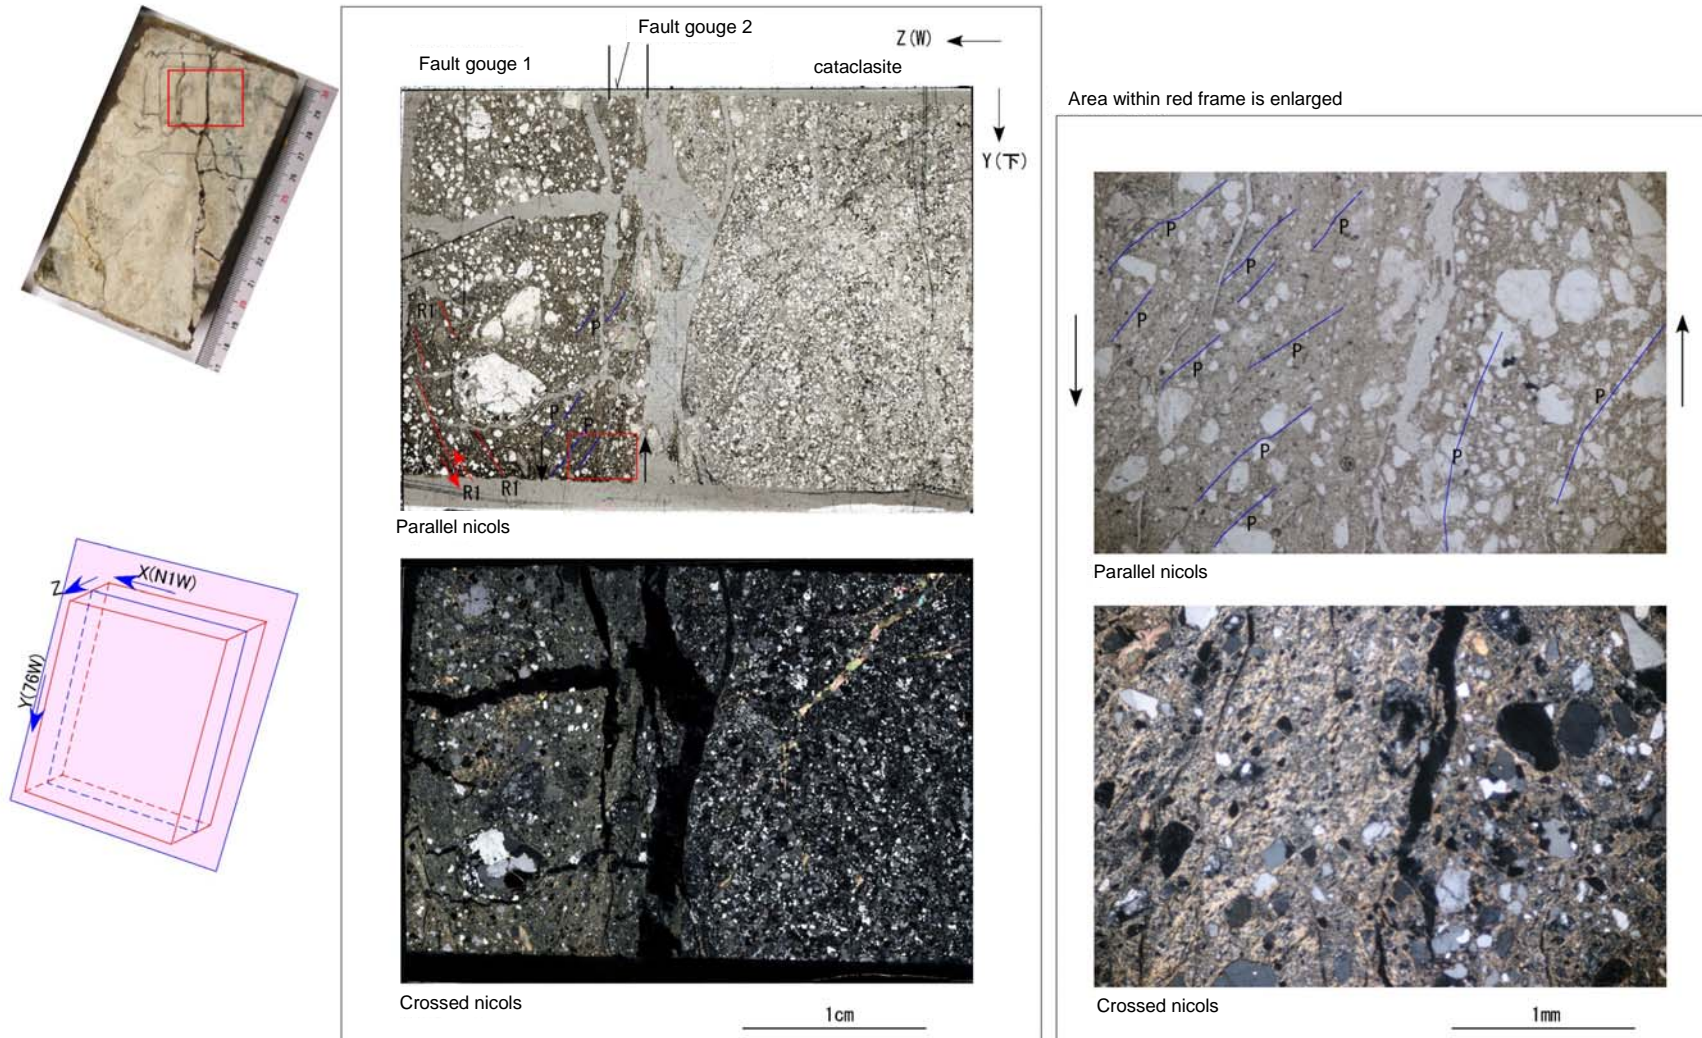 Fault gouge 2
Z(W)
Fault gouge 1
cataclasite
Y(下)
R1
P
P
P
R1
R1
Parallel nicols
Crossed nicols
1cm
Area within red frame is enlarged
P
P
P
P
P
P
P
P
P
P
Parallel nicols
Crossed nicols
1mm
X(N1W)
Z
Y(76W)